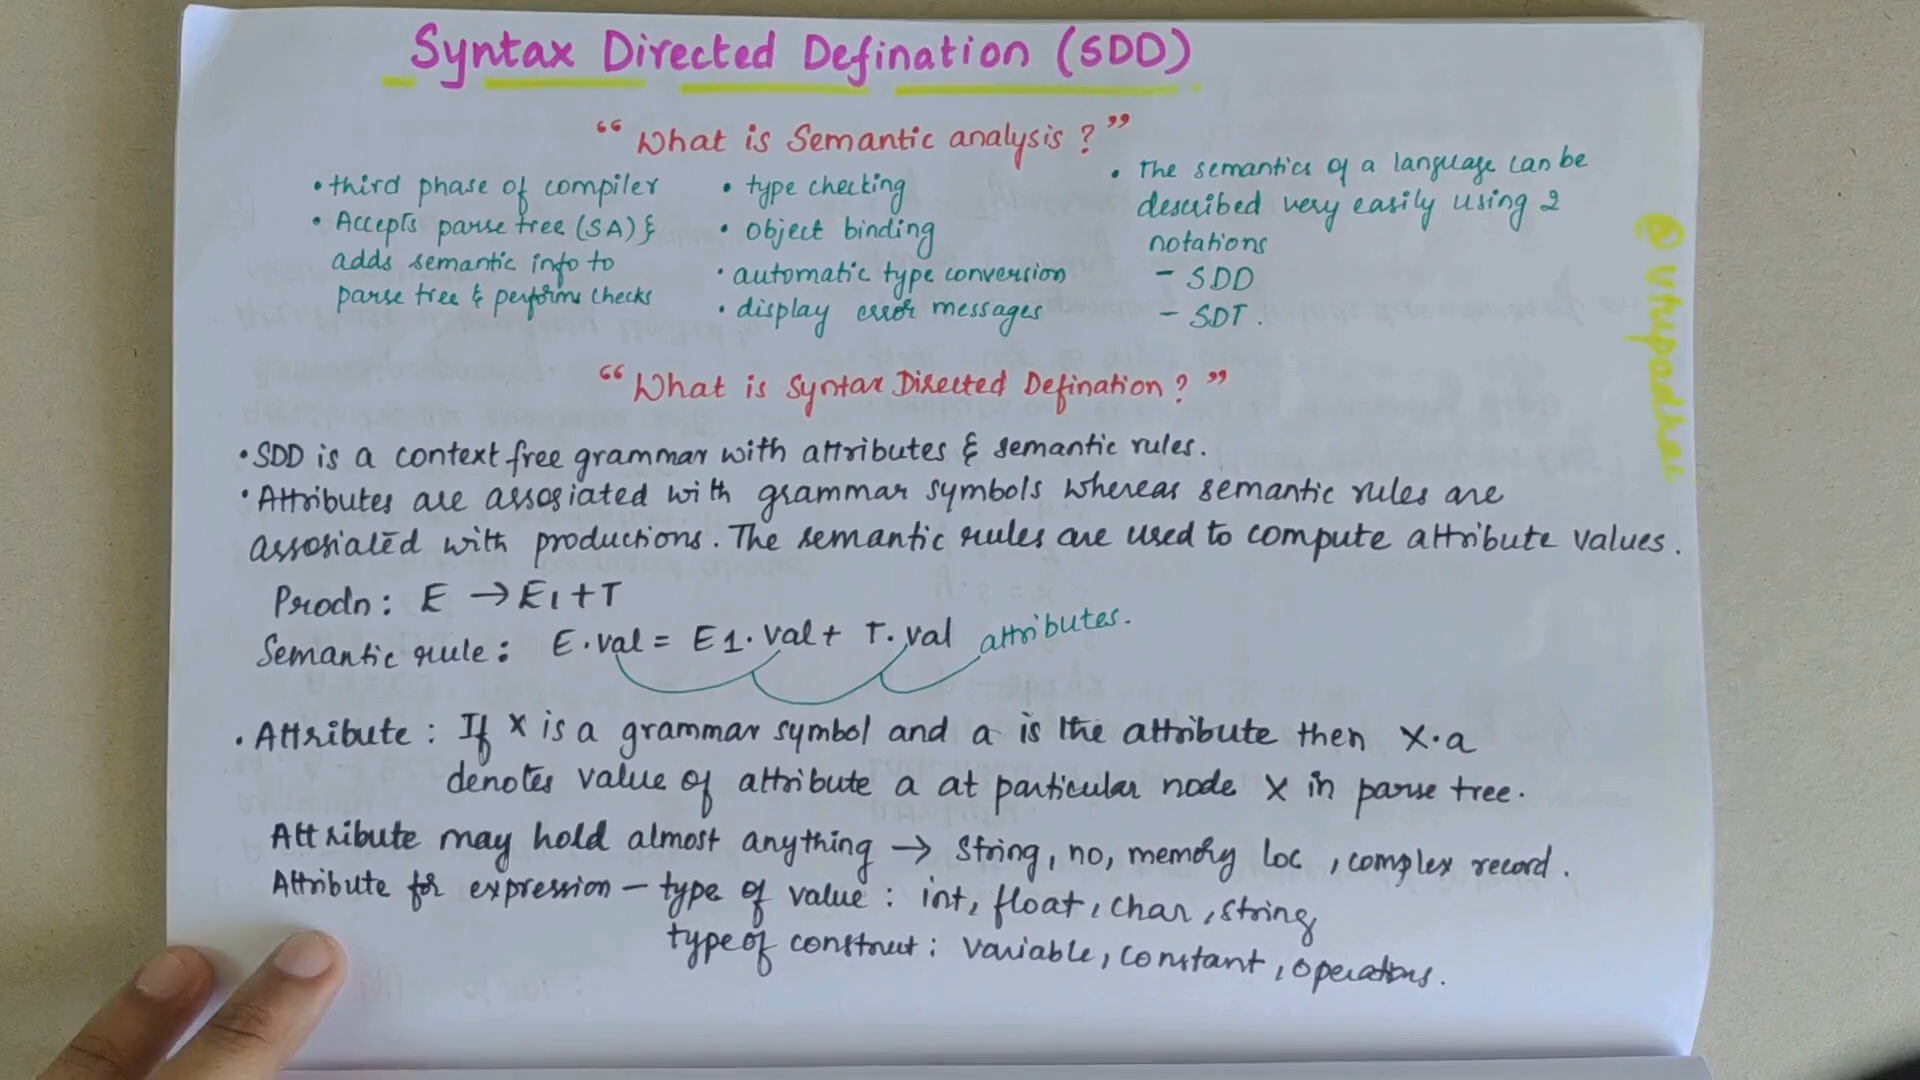 Syntax Directed Defination (SDD)
“What is Semantic analysis?”
• third phase of compiler
• Accepts parse tree (SA) &
adds semantic info to
parse tree & performs checks
• type checking
• object binding
• automatic type conversion
• display error messages
• The semantics of a language can be
described very easily using 2
notations
– SDD
– SDT.
“What is Syntax Directed Defination?”
• SDD is a context free grammar with attributes & semantic rules.
• Attributes are assosiated with grammar symbols whereas semantic rules are
assosiated with productions. The semantic rules are used to compute attribute values.
Prodn: E → E1 + T
Semantic rule: E.val = E1.val + T.val attributes.
• Attribute: If X is a grammar symbol and a is the attribute then X.a
denotes value of attribute a at particular node X in parse tree.
Attribute may hold almost anything → String, no, memory loc, complex record.
Attribute for expression – type of value: int, float, char, string
type of construct: variable, constant, operations.
@Vtupadhai